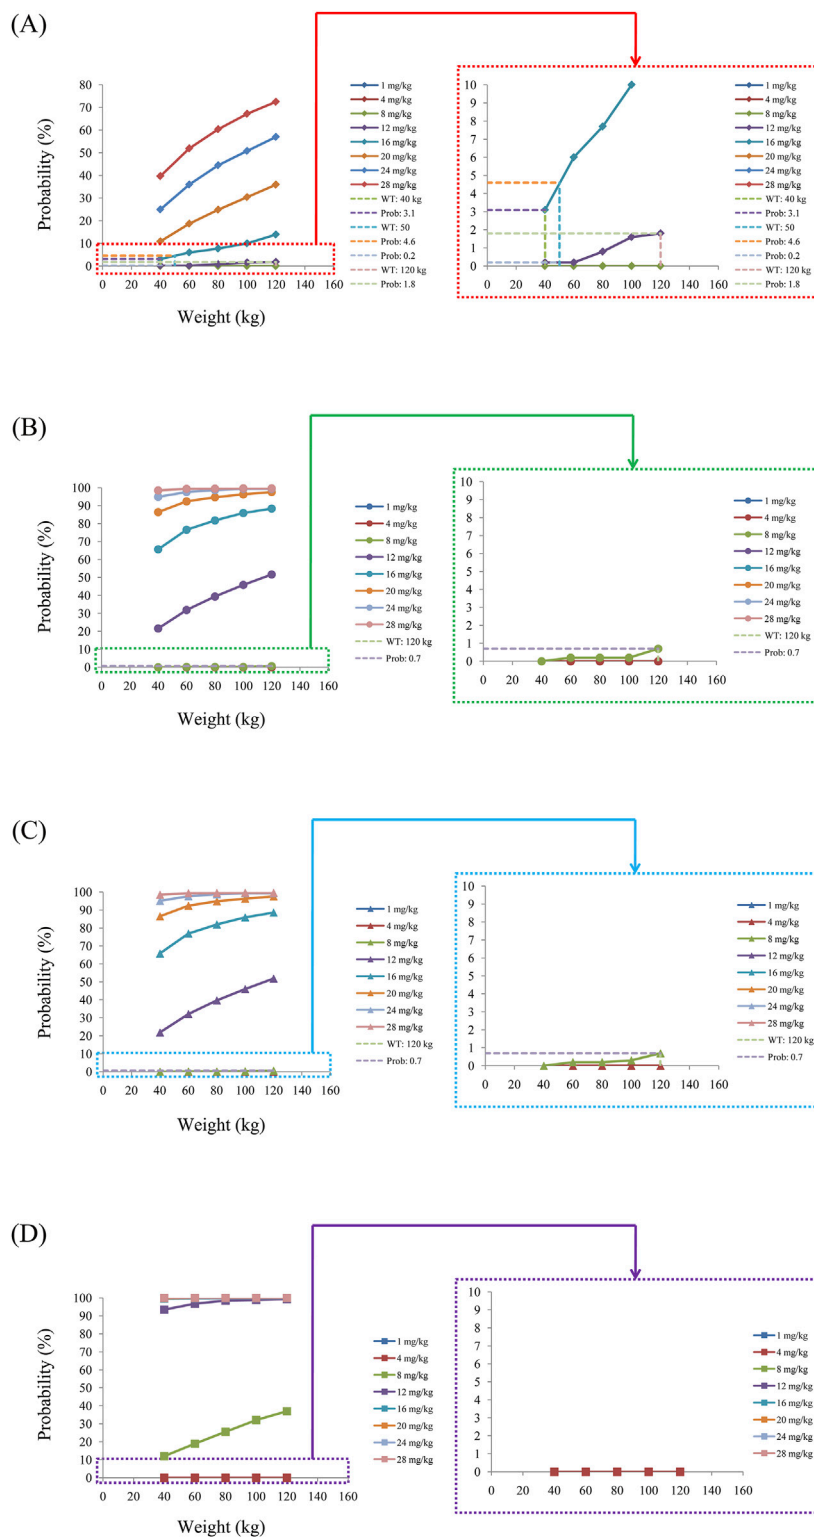 (A)
80
70
60
50
40
30
20
10
0
0 20 40 60 80 100 120 140 160
Probability (%)
Weight (kg)
1 mg/kg
4 mg/kg
8 mg/kg
12 mg/kg
16 mg/kg
20 mg/kg
24 mg/kg
28 mg/kg
WT: 40 kg
Prob: 3.1
WT: 50
Prob: 4.6
Prob: 0.2
WT: 120 kg
Prob: 1.8
10
9
8
7
6
5
4
3
2
1
0
0 20 40 60 80 100 120 140 160
1 mg/kg
4 mg/kg
8 mg/kg
12 mg/kg
16 mg/kg
20 mg/kg
24 mg/kg
28 mg/kg
WT: 40 kg
Prob: 3.1
WT: 50
Prob: 4.6
Prob: 0.2
WT: 120 kg
Prob: 1.8
(B)
100
90
80
70
60
50
40
30
20
10
0
0 20 40 60 80 100 120 140 160
Probability (%)
Weight (kg)
1 mg/kg
4 mg/kg
8 mg/kg
12 mg/kg
16 mg/kg
20 mg/kg
24 mg/kg
28 mg/kg
WT: 120 kg
Prob: 0.7
10
9
8
7
6
5
4
3
2
1
0
0 20 40 60 80 100 120 140 160
1 mg/kg
4 mg/kg
8 mg/kg
12 mg/kg
16 mg/kg
20 mg/kg
24 mg/kg
28 mg/kg
WT: 120 kg
Prob: 0.7
(C)
100
90
80
70
60
50
40
30
20
10
0
0 20 40 60 80 100 120 140 160
Probability (%)
Weight (kg)
1 mg/kg
4 mg/kg
8 mg/kg
12 mg/kg
16 mg/kg
20 mg/kg
24 mg/kg
28 mg/kg
WT: 120 kg
Prob: 0.7
10
9
8
7
6
5
4
3
2
1
0
0 20 40 60 80 100 120 140 160
1 mg/kg
4 mg/kg
8 mg/kg
12 mg/kg
16 mg/kg
20 mg/kg
24 mg/kg
28 mg/kg
WT: 120 kg
Prob: 0.7
(D)
100
90
80
70
60
50
40
30
20
10
0
0 20 40 60 80 100 120 140 160
Probability (%)
Weight (kg)
1 mg/kg
4 mg/kg
8 mg/kg
12 mg/kg
16 mg/kg
20 mg/kg
24 mg/kg
28 mg/kg
10
9
8
7
6
5
4
3
2
1
0
0 20 40 60 80 100 120 140 160
1 mg/kg
4 mg/kg
8 mg/kg
12 mg/kg
16 mg/kg
20 mg/kg
24 mg/kg
28 mg/kg